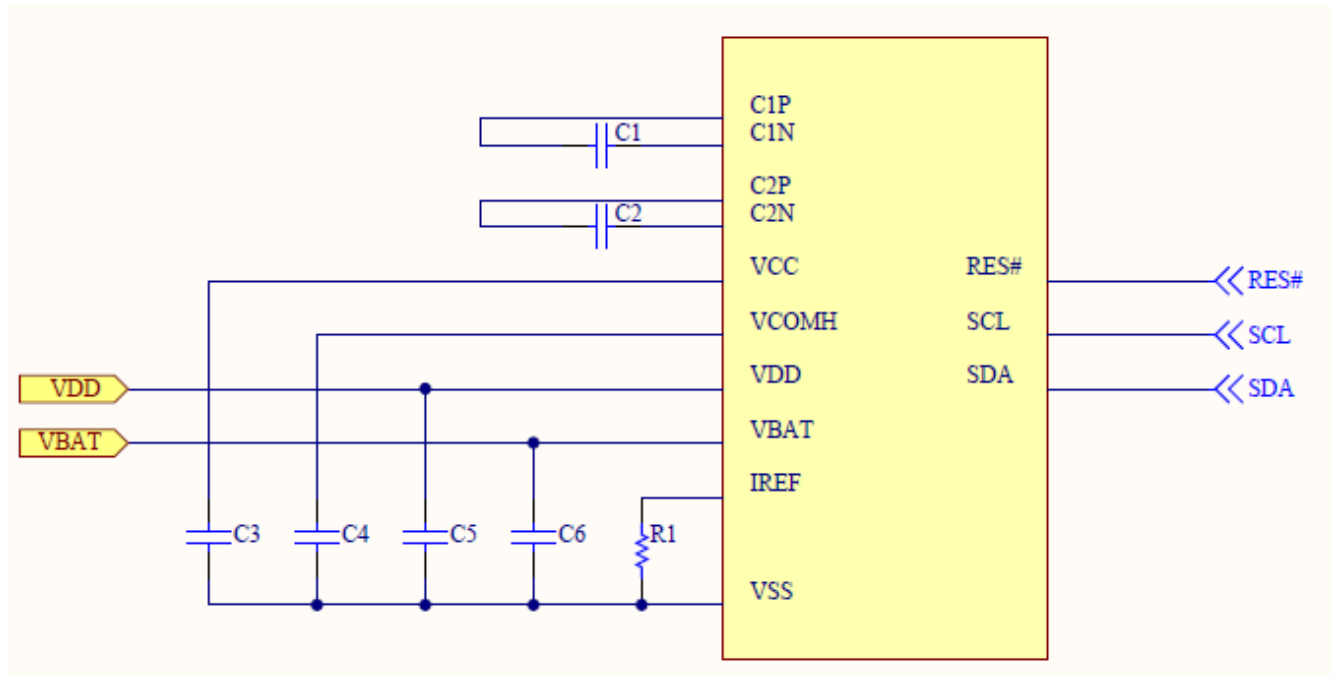 C1P
C1 C1N
C2P
C2 C2N
VCC RES# RES#
VCOMH SCL SCL
VDD VDD SDA SDA
VBAT VBAT
IREF
C3 C4 C5 C6 R1
VSS